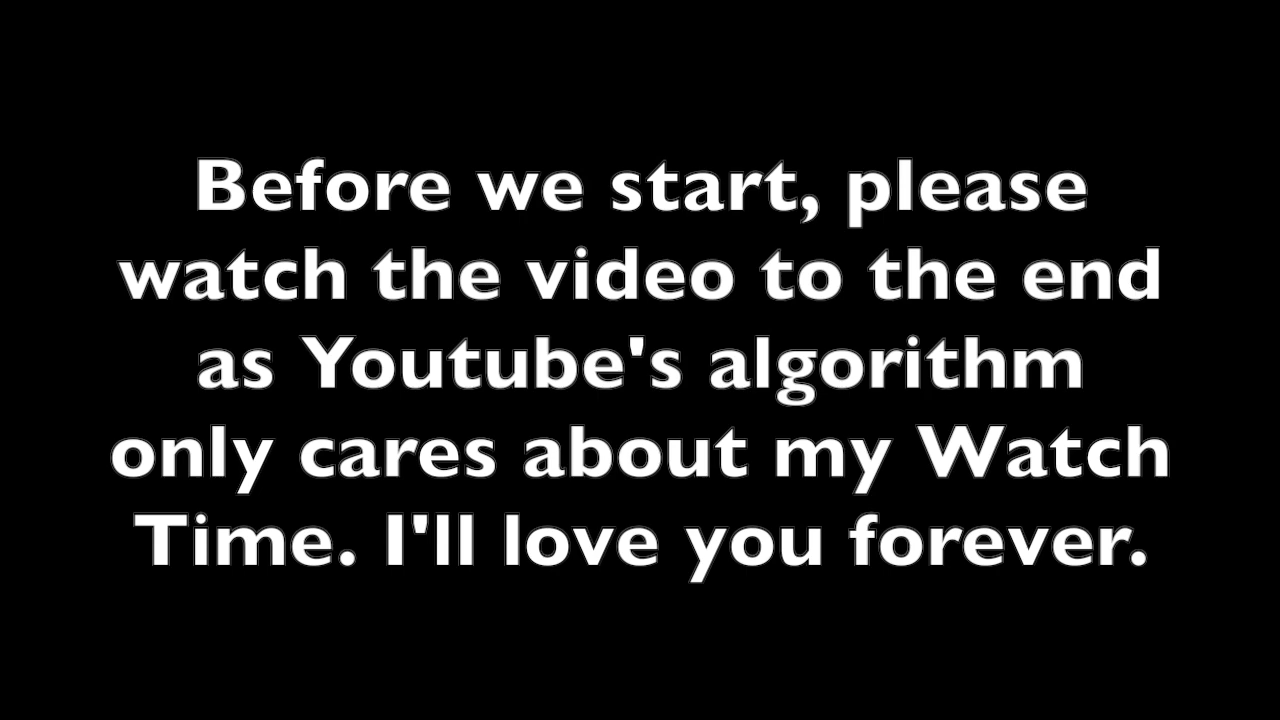 Before we start, please
watch the video to the end
as Youtube's algorithm
only cares about my Watch
Time. I'll love you forever.